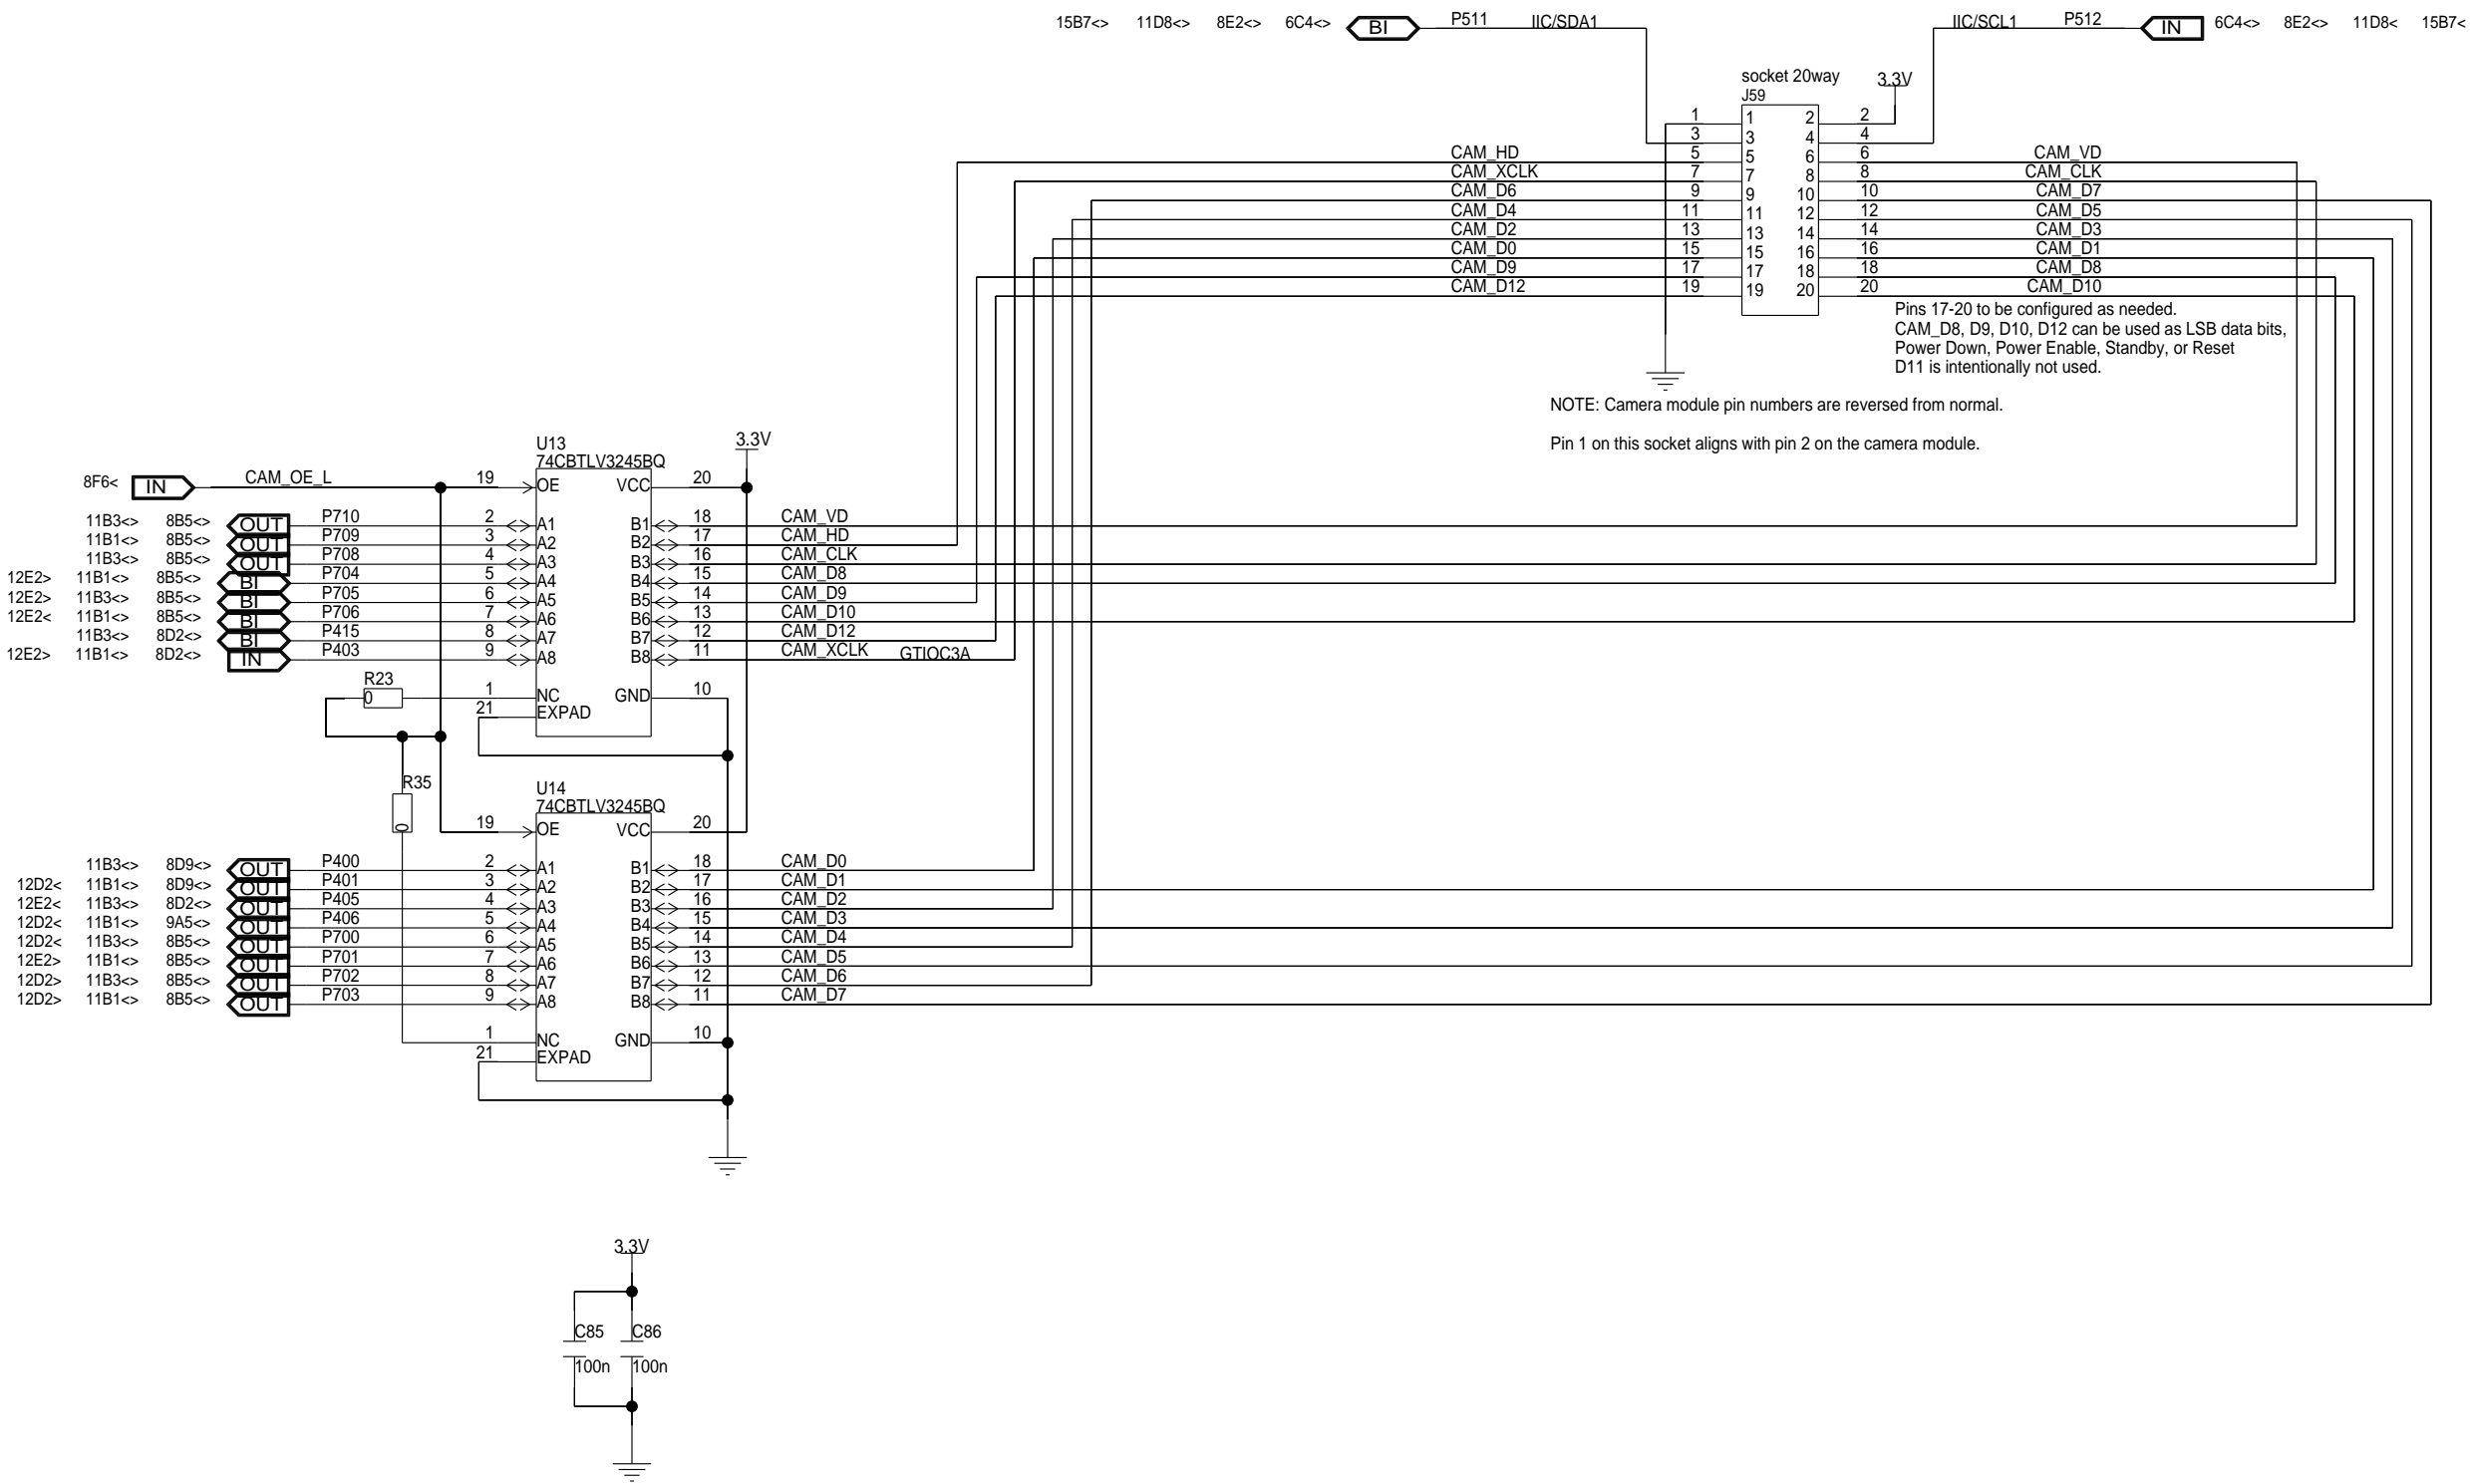 15B7<> 11D8<> 8E2<> 6C4<> BI P511 IIC/SDA1 IIC/SCL1 P512 IN 6C4<> 8E2<> 11D8< 15B7<
socket 20way 3.3V
J59
1 1 2 2
3 3 4 4
CAM_HD 5 5 6 6 CAM_VD
CAM_XCLK 7 7 8 8 CAM_CLK
CAM_D6 9 9 10 10 CAM_D7
CAM_D4 11 11 12 12 CAM_D5
CAM_D2 13 13 14 14 CAM_D3
CAM_D0 15 15 16 16 CAM_D1
CAM_D9 17 17 18 18 CAM_D8
CAM_D12 19 19 20 20 CAM_D10
Pins 17-20 to be configured as needed.
CAM_D8, D9, D10, D12 can be used as LSB data bits,
Power Down, Power Enable, Standby, or Reset
D11 is intentionally not used.
NOTE: Camera module pin numbers are reversed from normal.
Pin 1 on this socket aligns with pin 2 on the camera module.
U13 3.3V
74CBTLV3245BQ
8F6< IN CAM_OE_L 19 OE VCC 20
11B3<> 8B5<> OUT P710 2 A1 B1 18 CAM_VD
11B1<> 8B5<> OUT P709 3 A2 B2 17 CAM_HD
11B3<> 8B5<> OUT P708 4 A3 B3 16 CAM_CLK
12E2> 11B1<> 8B5<> BI P704 5 A4 B4 15 CAM_D8
12E2> 11B3<> 8B5<> BI P705 6 A5 B5 14 CAM_D9
12E2< 11B1<> 8B5<> BI P706 7 A6 B6 13 CAM_D10
11B3<> 8D2<> BI P415 8 A7 B7 12 CAM_D12
12E2> 11B1<> 8D2<> IN P403 9 A8 B8 11 CAM_XCLK GTIOC3A
R23
0 1 NC GND 10
21 EXPAD
R35
0
U14
74CBTLV3245BQ
19 OE VCC 20
11B3<> 8D9<> OUT P400 2 A1 B1 18 CAM_D0
12D2< 11B1<> 8D9<> OUT P401 3 A2 B2 17 CAM_D1
12E2< 11B3<> 8D2<> OUT P405 4 A3 B3 16 CAM_D2
12D2< 11B1<> 9A5<> OUT P406 5 A4 B4 15 CAM_D3
12D2< 11B3<> 8B5<> OUT P700 6 A5 B5 14 CAM_D4
12E2> 11B1<> 8B5<> OUT P701 7 A6 B6 13 CAM_D5
12D2> 11B3<> 8B5<> OUT P702 8 A7 B7 12 CAM_D6
12D2> 11B1<> 8B5<> OUT P703 9 A8 B8 11 CAM_D7
1 NC GND 10
21 EXPAD
3.3V
C85 C86
100n 100n